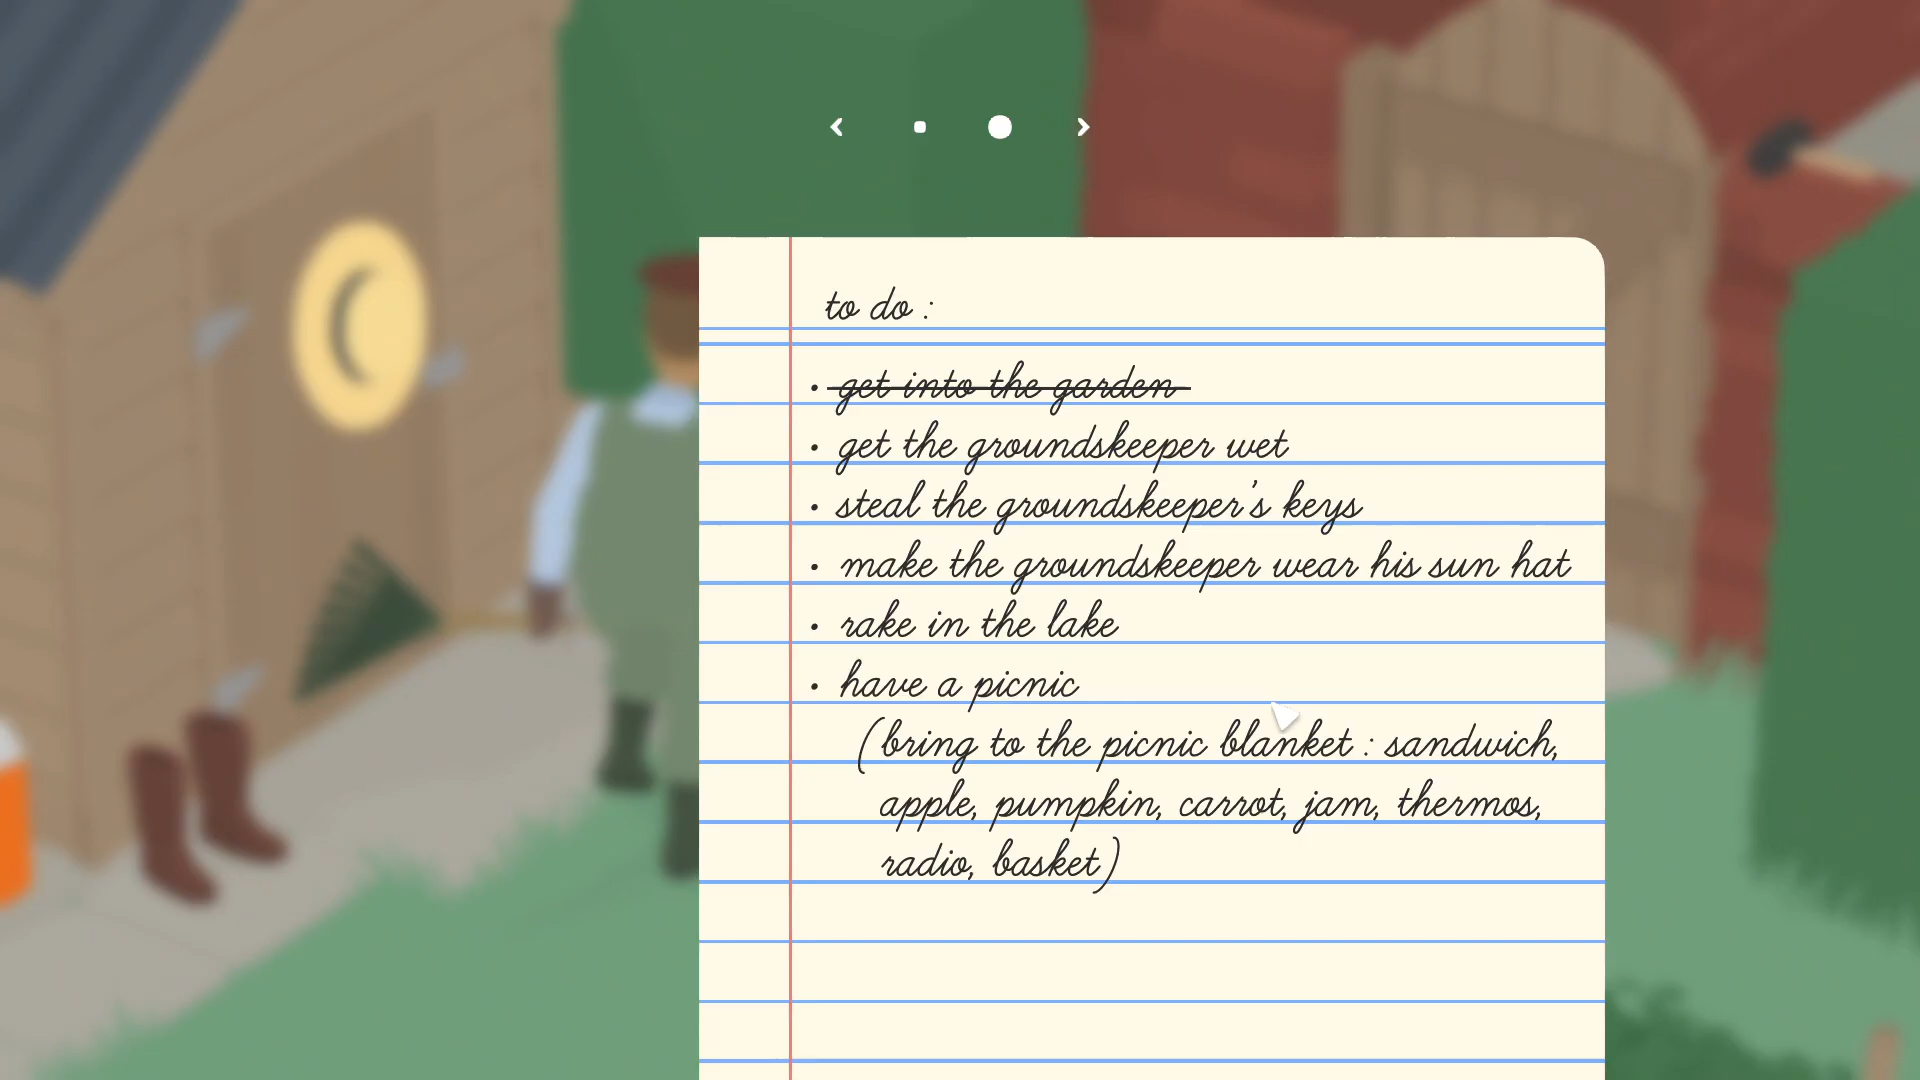 to do :
• get into the garden
• get the groundskeeper wet
• steal the groundskeeper's keys
• make the groundskeeper wear his sun hat
• rake in the lake
• have a picnic
(bring to the picnic blanket : sandwich,
apple, pumpkin, carrot, jam, thermos,
radio, basket)